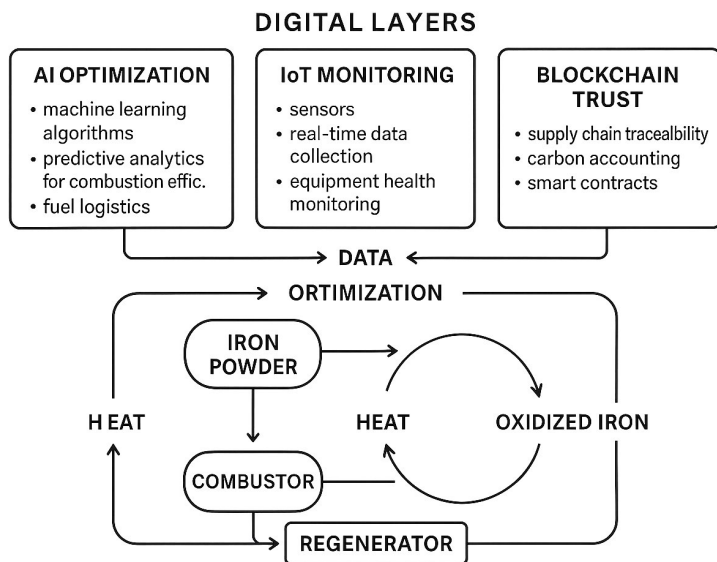 DIGITAL LAYERS
AI OPTIMIZATION
• machine learning
algorithms
• predictive analytics
for combustion effic.
• fuel logistics
IoT MONITORING
• sensors
• real-time data
collection
• equipment health
monitoring
BLOCKCHAIN
TRUST
• supply chain tracealbility
• carbon accounting
• smart contracts
DATA
ORTIMIZATION
IRON
POWDER
H EAT
HEAT
OXIDIZED IRON
COMBUSTOR
REGENERATOR